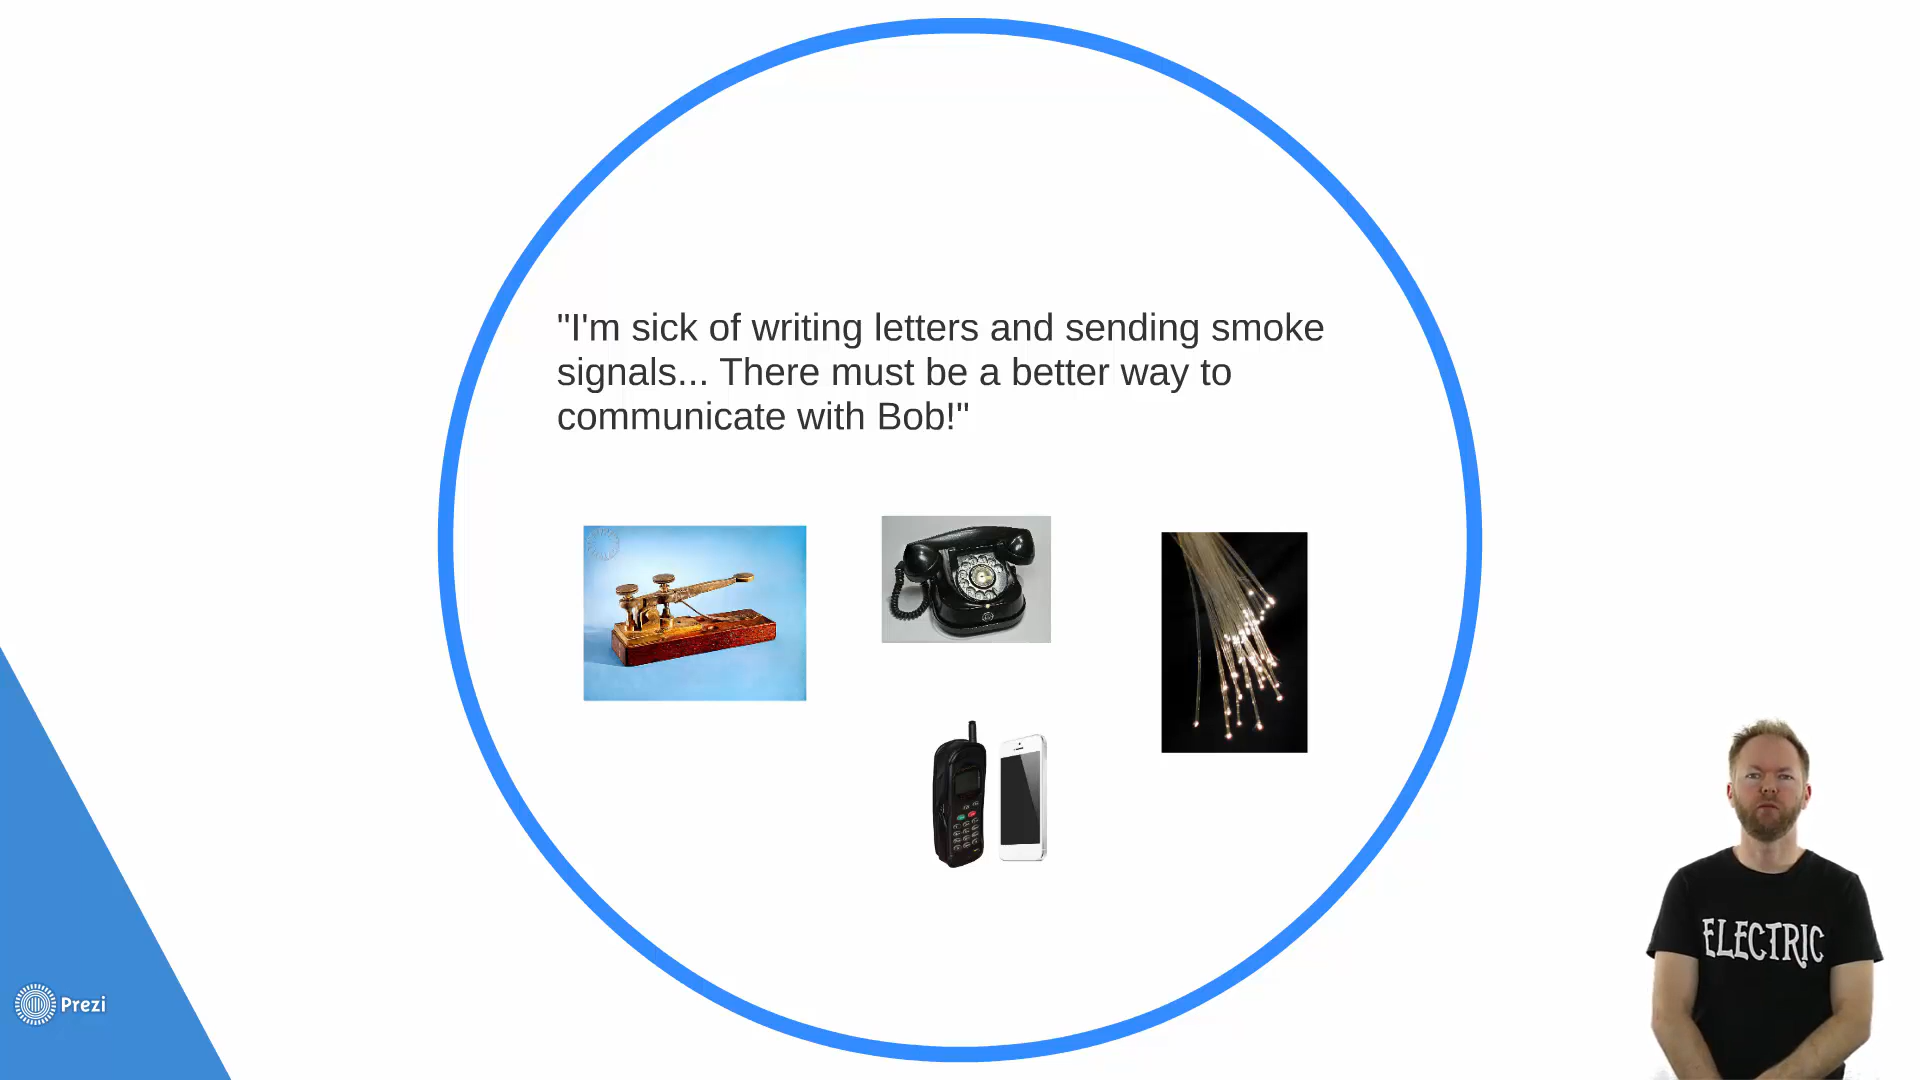 "I'm sick of writing letters and sending smoke
signals... There must be a better way to
communicate with Bob!"
ELECTRIC
Prezi